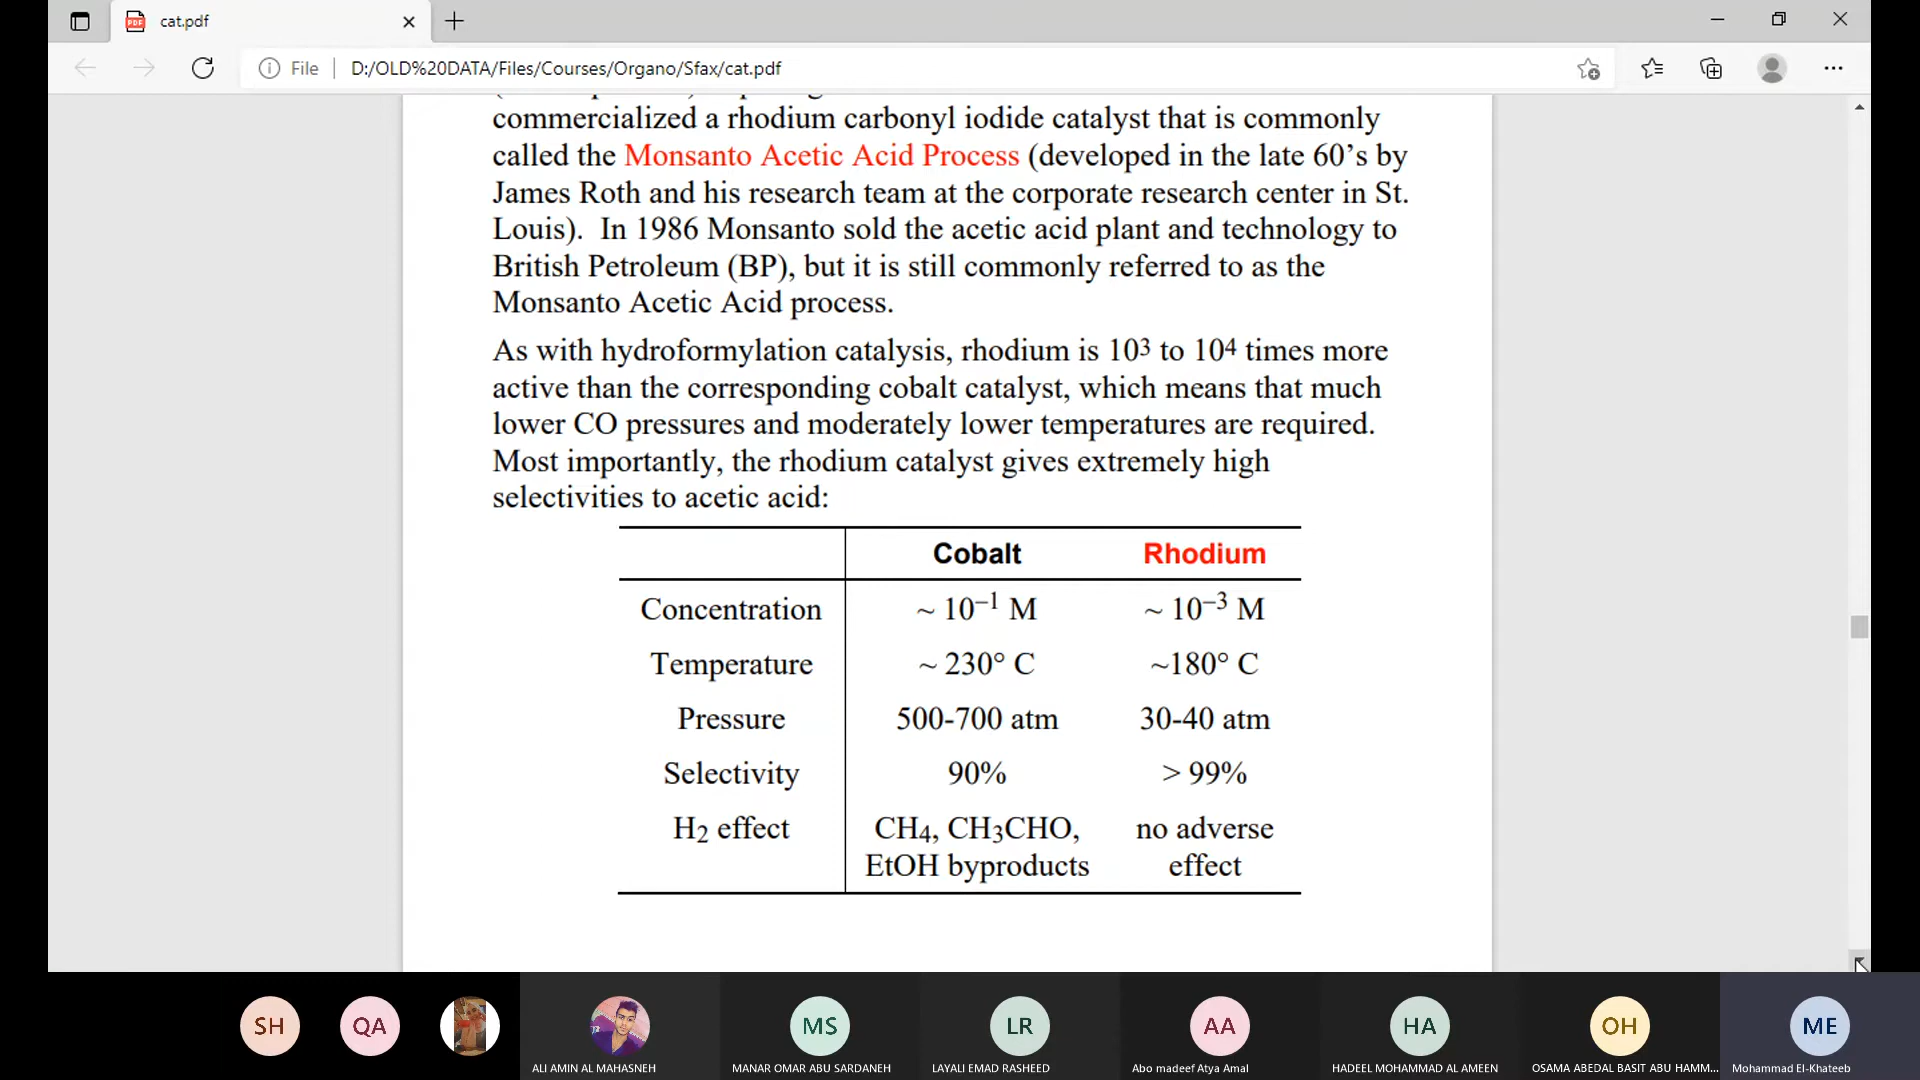 cat.pdf
File
D:/OLD%20DATA/Files/Courses/Organo/Sfax/cat.pdf
commercialized a rhodium carbonyl iodide catalyst that is commonly
called the Monsanto Acetic Acid Process (developed in the late 60’s by
James Roth and his research team at the corporate research center in St.
Louis). In 1986 Monsanto sold the acetic acid plant and technology to
British Petroleum (BP), but it is still commonly referred to as the
Monsanto Acetic Acid process.
As with hydroformylation catalysis, rhodium is 10³ to 10⁴ times more
active than the corresponding cobalt catalyst, which means that much
lower CO pressures and moderately lower temperatures are required.
Most importantly, the rhodium catalyst gives extremely high
selectivities to acetic acid:
Cobalt Rhodium
Concentration ~ 10⁻¹ M ~ 10⁻³ M
Temperature ~ 230° C ~180° C
Pressure 500-700 atm 30-40 atm
Selectivity 90% > 99%
H₂ effect CH₄, CH₃CHO, no adverse
EtOH byproducts effect
SH QA MS LR AA HA OH ME
ALI AMIN AL MAHASNEH MANAR OMAR ABU SARDANEH LAYALI EMAD RASHEED Abo madeef Atya Amal HADEEL MOHAMMAD AL AMEEN OSAMA ABEDAL BASIT ABU HAMM... Mohammad El-Khateeb